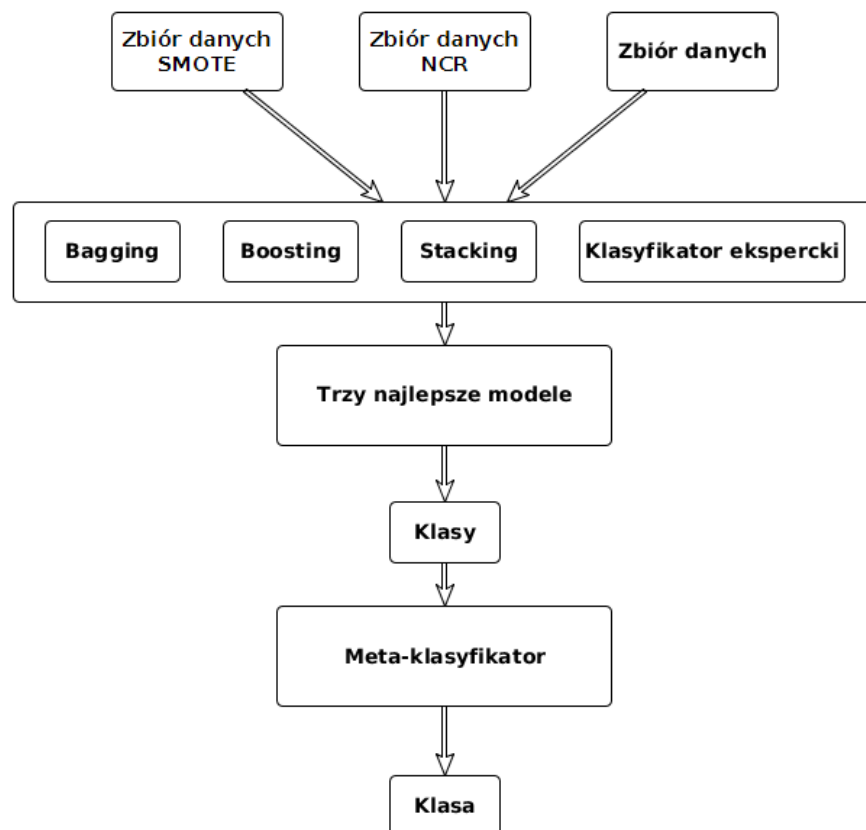 Zbiór danych
SMOTE
Zbiór danych
NCR
Zbiór danych
Bagging
Boosting
Stacking
Klasyfikator ekspercki
Trzy najlepsze modele
Klasy
Meta-klasyfikator
Klasa